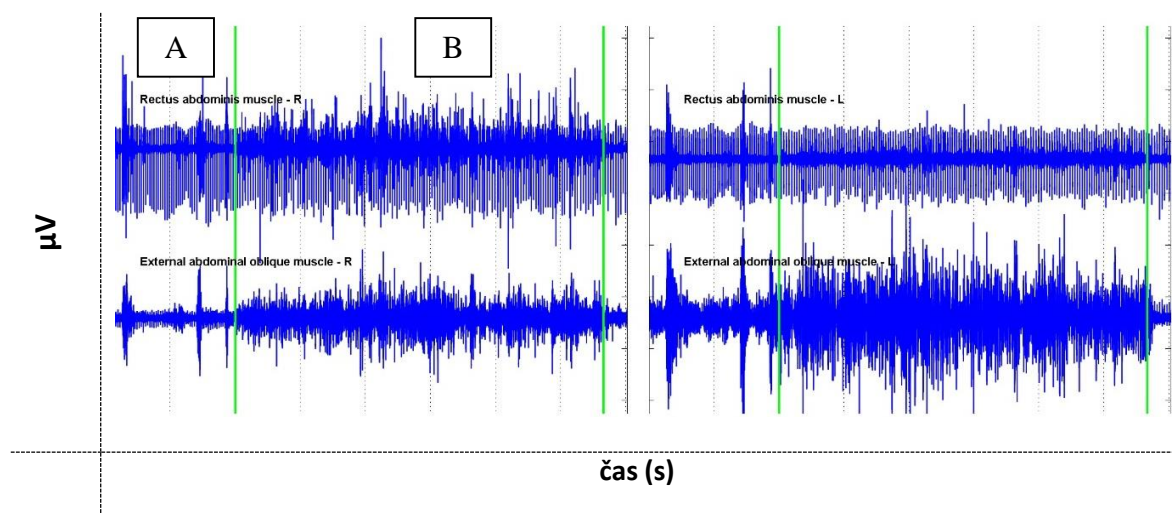 A
B
Rectus abdominis muscle - R
Rectus abdominis muscle - L
External abdominal oblique muscle - R
External abdominal oblique muscle - L
µV
čas (s)